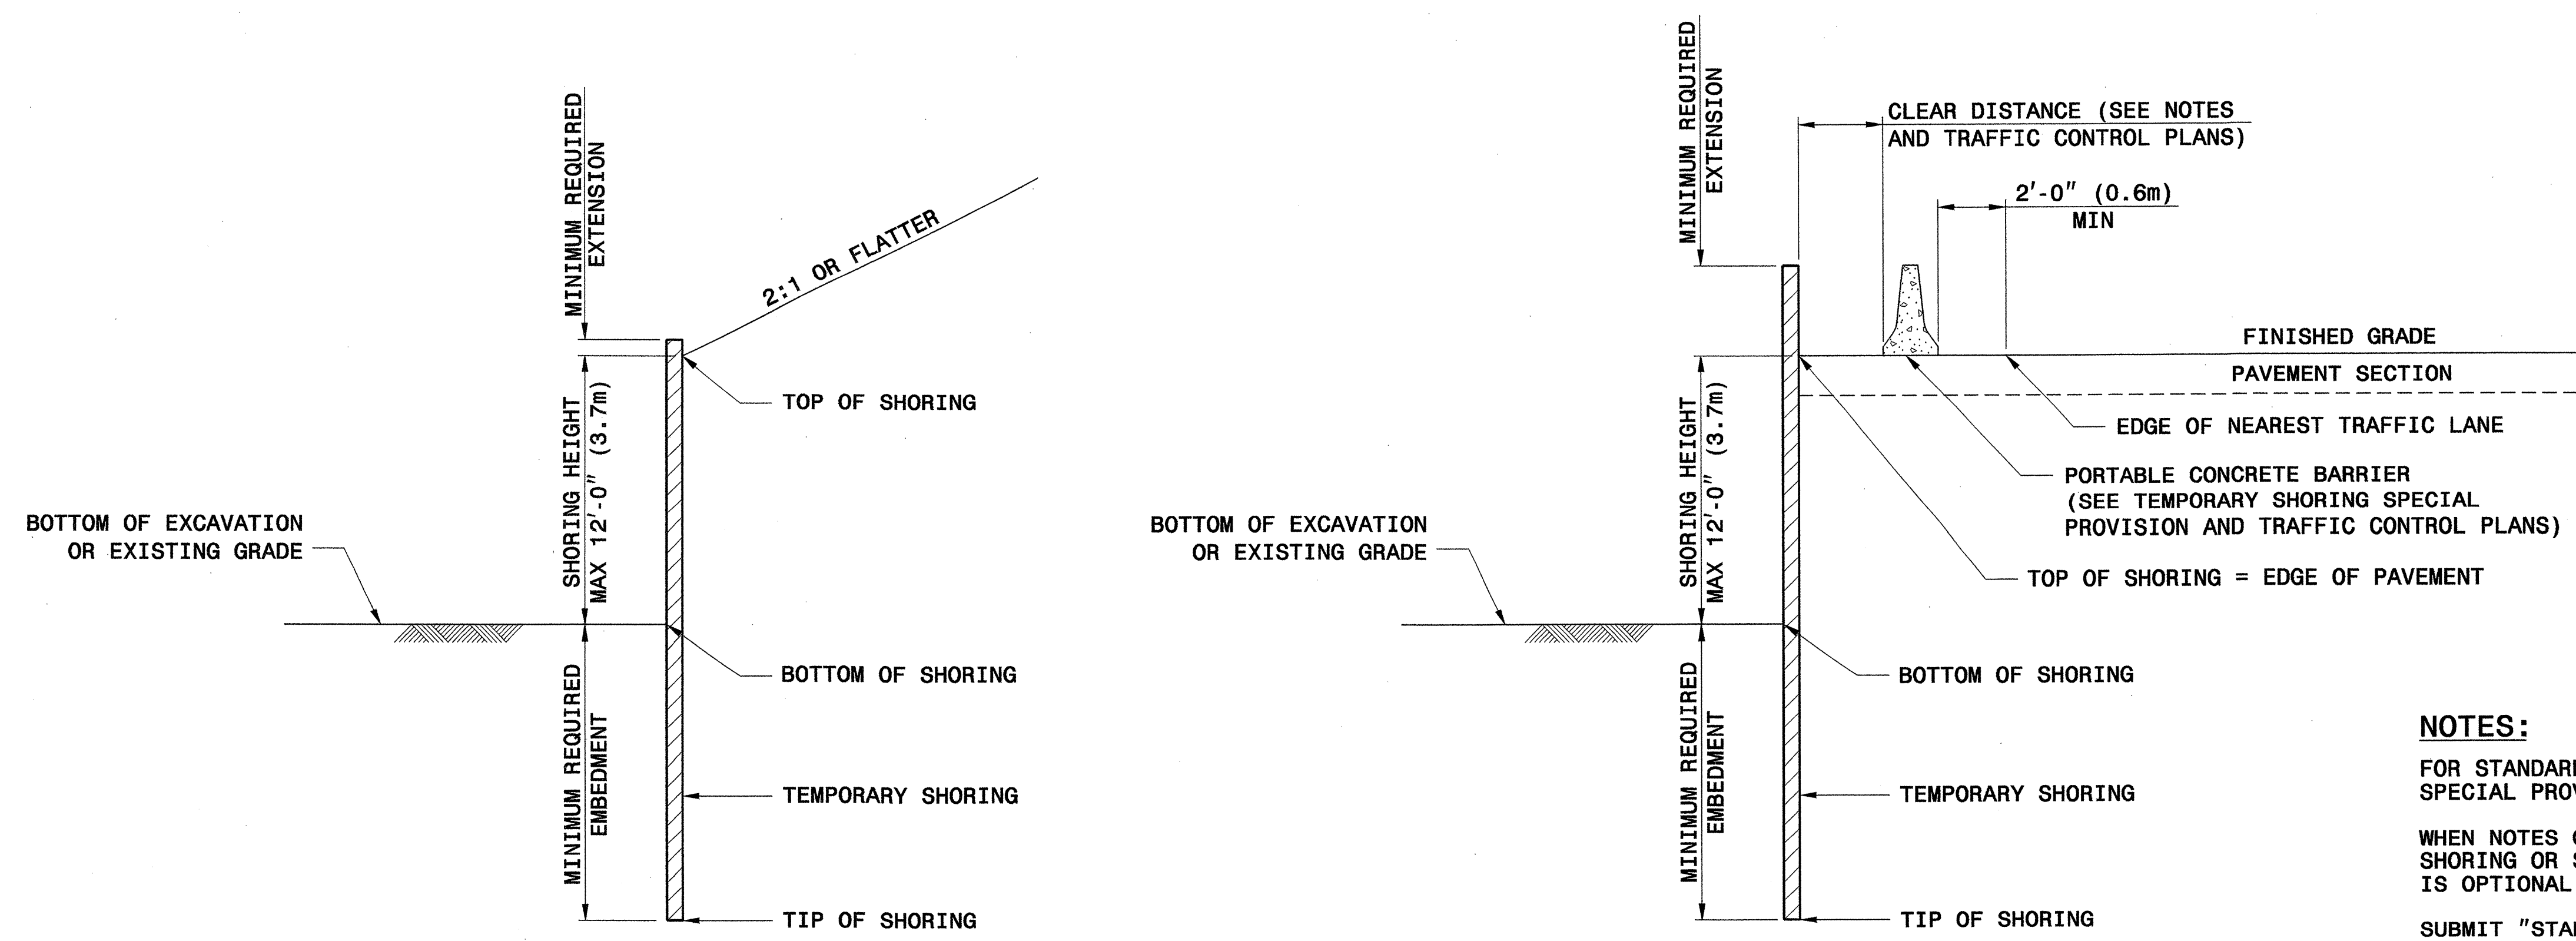 MINIMUM REQUIRED
EXTENSION
2:1 OR FLATTER
TOP OF SHORING
SHORING HEIGHT
MAX 12'-0" (3.7m)
BOTTOM OF EXCAVATION
OR EXISTING GRADE
BOTTOM OF SHORING
MINIMUM REQUIRED
EMBEDMENT
TEMPORARY SHORING
TIP OF SHORING
MINIMUM REQUIRED
EXTENSION
CLEAR DISTANCE (SEE NOTES
AND TRAFFIC CONTROL PLANS)
2'-0" (0.6m)
MIN
FINISHED GRADE
PAVEMENT SECTION
EDGE OF NEAREST TRAFFIC LANE
PORTABLE CONCRETE BARRIER
(SEE TEMPORARY SHORING SPECIAL
PROVISION AND TRAFFIC CONTROL PLANS)
TOP OF SHORING = EDGE OF PAVEMENT
SHORING HEIGHT
MAX 12'-0" (3.7m)
BOTTOM OF EXCAVATION
OR EXISTING GRADE
BOTTOM OF SHORING
MINIMUM REQUIRED
EMBEDMENT
TEMPORARY SHORING
TIP OF SHORING
NOTES:
FOR
SPECIAL
WHEN NOTES
SHORING OR
IS OPTIONAL
SUBMIT